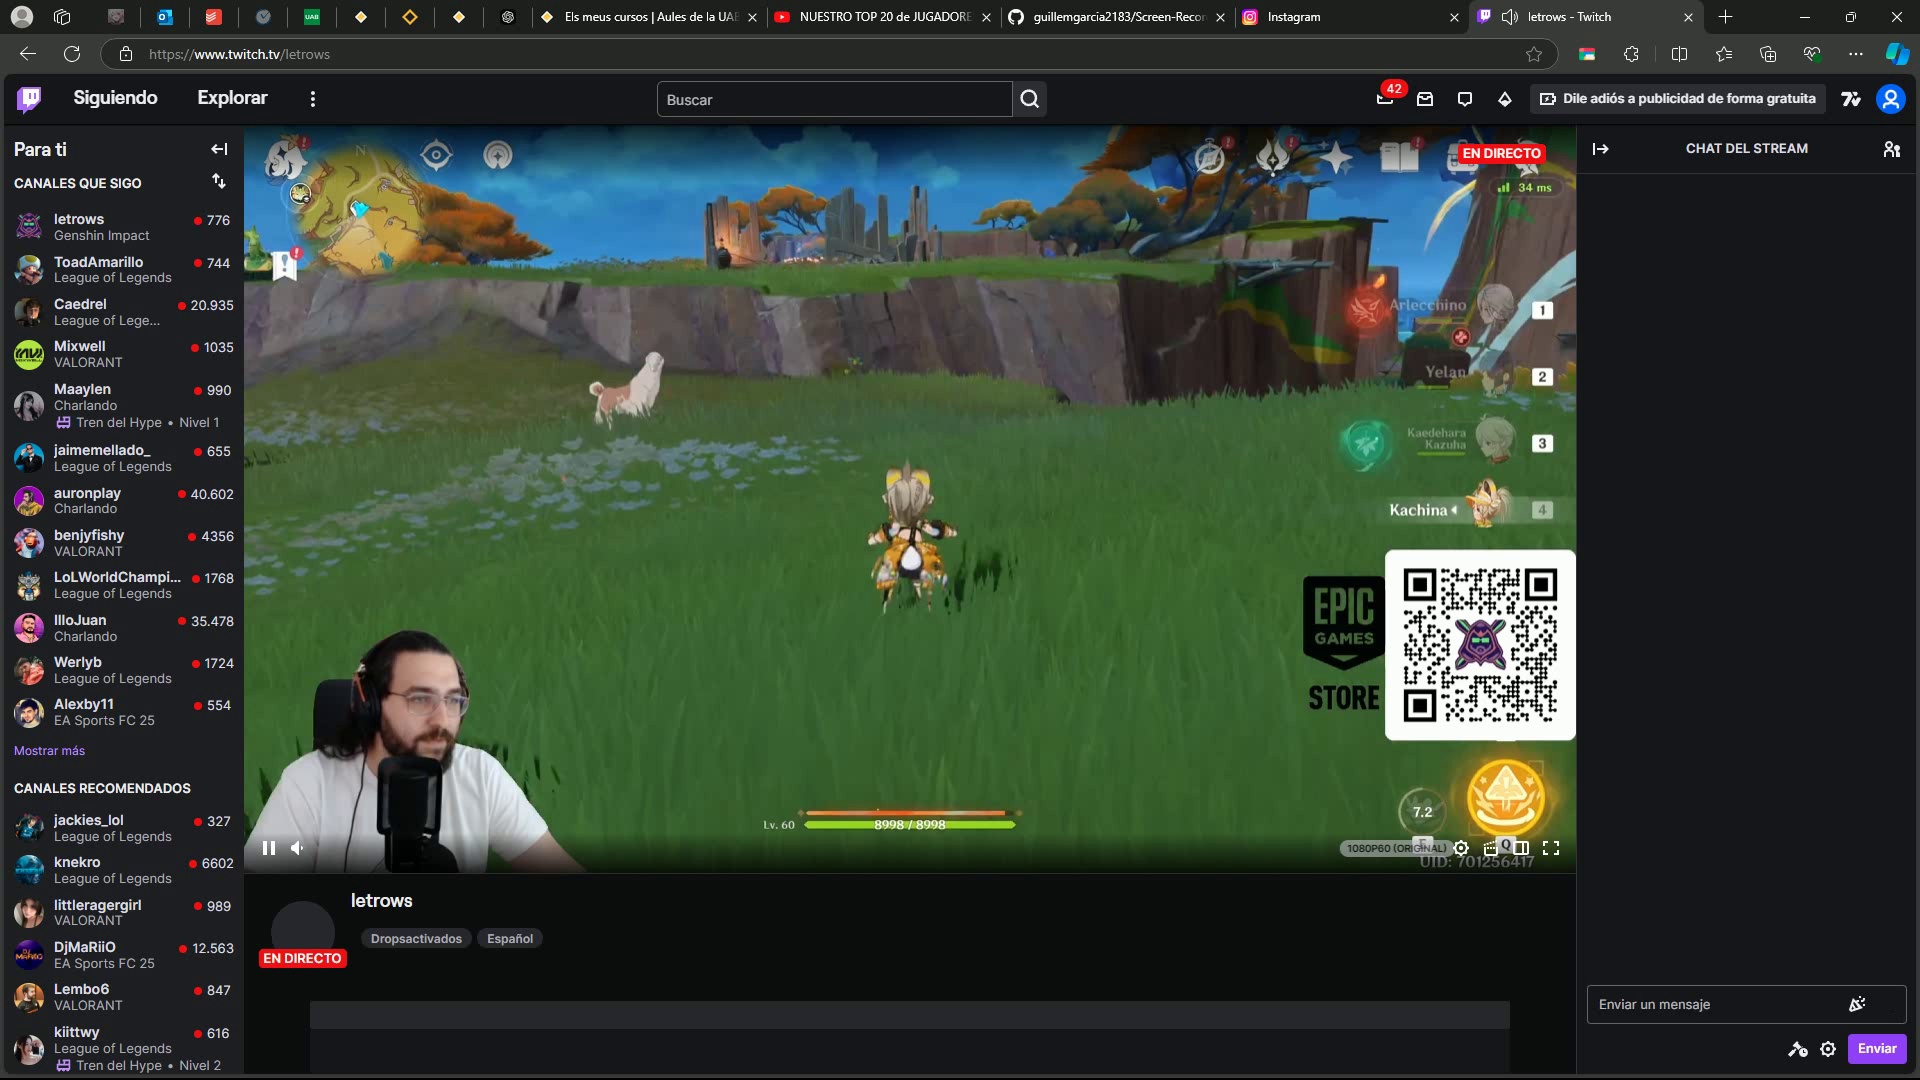 UAB
Els meus cursos | Aules de la UAB
NUESTRO TOP 20 de JUGADORE
guillemgarcia2183/Screen-Recor
Instagram
letrows - Twitch
https://www.twitch.tv/letrows
Siguiendo
Explorar
Buscar
42
Dile adiós a publicidad de forma gratuita
Para ti
CANALES QUE SIGO
letrows
776
Genshin Impact
ToadAmarillo
744
League of Legends
Caedrel
20.935
League of Lege...
Mixwell
1035
VALORANT
Maaylen
990
Charlando
Tren del Hype • Nivel 1
jaimemellado_
655
League of Legends
auronplay
40.602
Charlando
benjyfishy
4356
VALORANT
LoLWorldChampi...
1768
League of Legends
IlloJuan
35.478
Charlando
Werlyb
1724
League of Legends
Alexby11
554
EA Sports FC 25
Mostrar más
CANALES RECOMENDADOS
jackies_lol
327
League of Legends
knekro
6602
League of Legends
littleragergirl
989
VALORANT
DjMaRiiO
12.563
EA Sports FC 25
Lembo6
847
VALORANT
kiittwy
616
League of Legends
Tren del Hype • Nivel 2
N
EN DIRECTO
34 ms
Arlecchino
1
Yelan
2
Kaedehara
Kazuha
3
Kachina
4
EPIC
GAMES
STORE
7.2
Lv. 60
8998 / 8998
1080P60 (ORIGINAL)
Q
UID: 701256417
letrows
Dropsactivados
Español
EN DIRECTO
CHAT DEL STREAM
Enviar un mensaje
Enviar